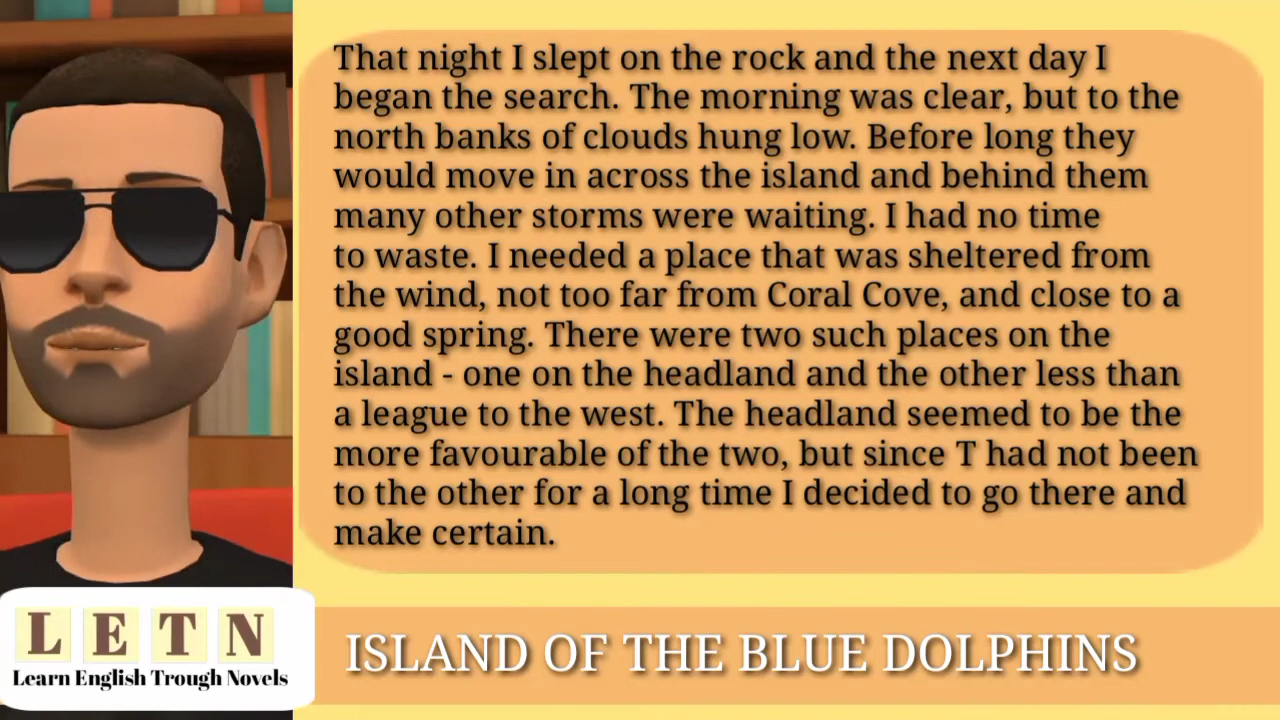 That night I slept on the rock and the next day I
began the search. The morning was clear, but to the
north banks of clouds hung low. Before long they
would move in across the island and behind them
many other storms were waiting. I had no time
to waste. I needed a place that was sheltered from
the wind, not too far from Coral Cove, and close to a
good spring. There were two such places on the
island - one on the headland and the other less than
a league to the west. The headland seemed to be the
more favourable of the two, but since T had not been
to the other for a long time I decided to go there and
make certain.
L E T N
Learn English Trough Novels
ISLAND OF THE BLUE DOLPHINS